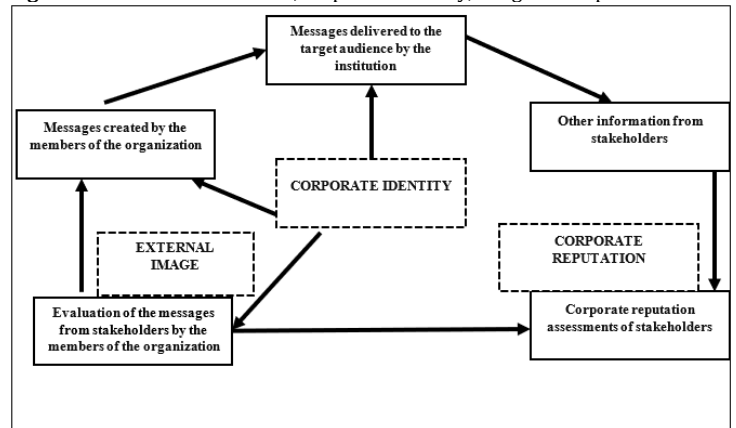 Messages delivered to the
target audience by the
institution
Messages created by the
members of the organization
Other information from
stakeholders
CORPORATE IDENTITY
EXTERNAL
IMAGE
CORPORATE
REPUTATION
Evaluation of the messages
from stakeholders by the
members of the organization
Corporate reputation
assessments of stakeholders